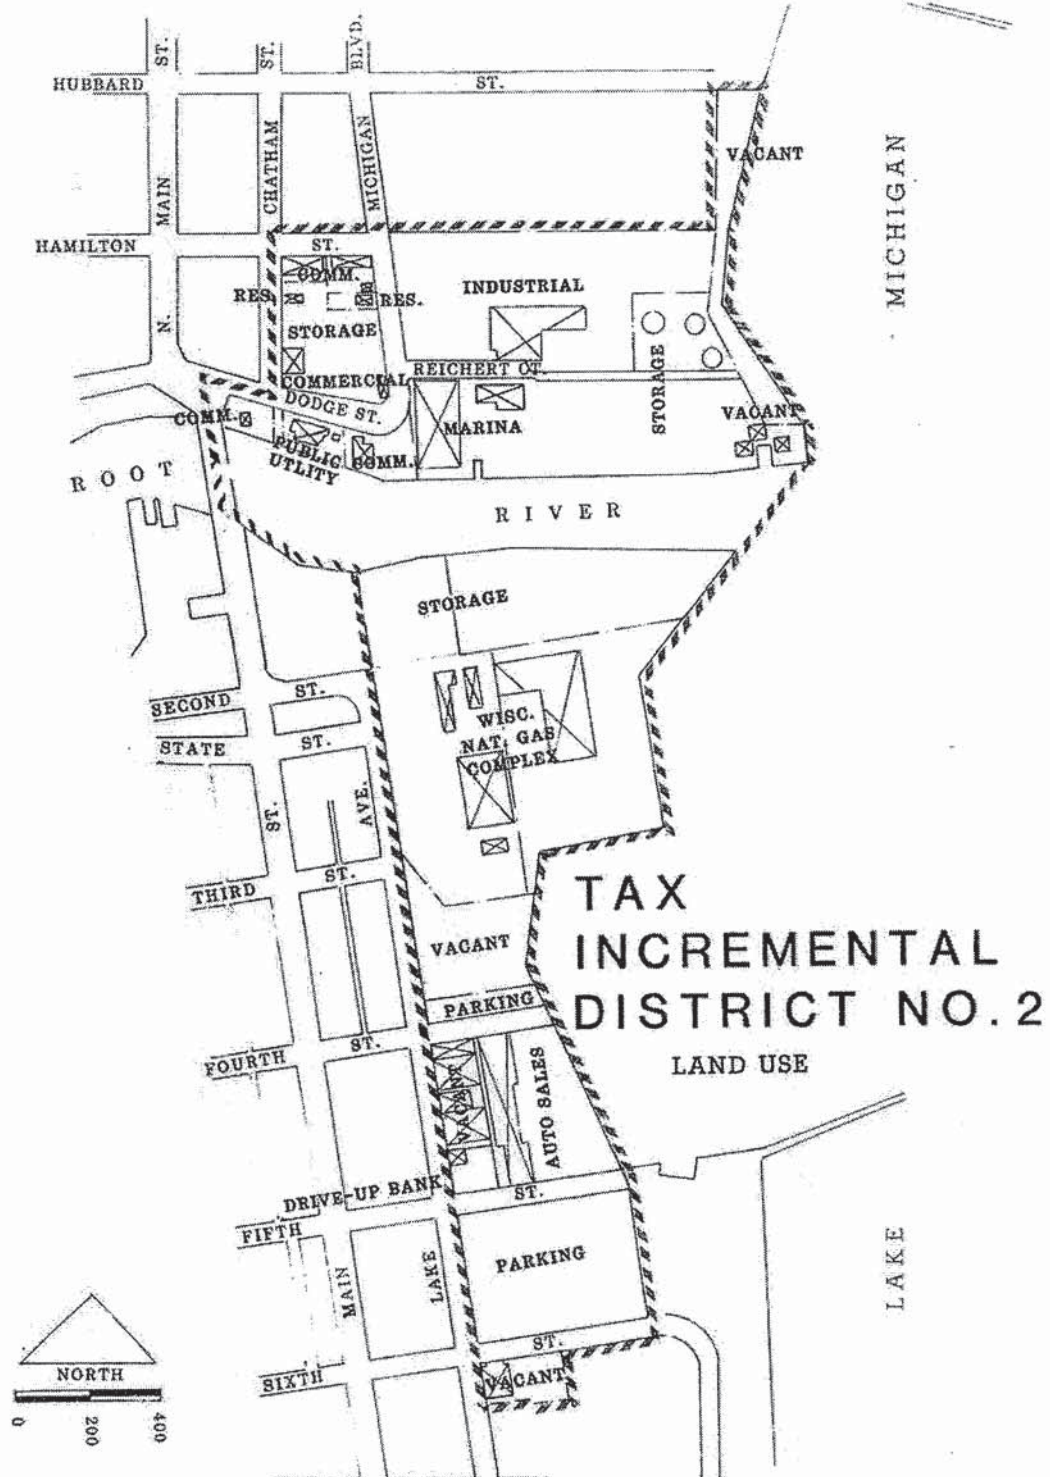 ST.
ST.
BLVD.
HUBBARD
ST.
MAIN
CHATHAM
MICHIGAN
VACANT
MICHIGAN
HAMILTON
ST.
COMM.
RES.
RES.
INDUSTRIAL
N.
STORAGE
STORAGE
REICHERT CT.
COMMERCIAL
DODGE ST.
COMM.
MARINA
VACANT
PUBLIC
UTLITY
COMM.
ROOT
RIVER
STORAGE
SECOND
ST.
STATE
ST.
WISC.
NAT. GAS
COMPLEX
ST.
AVE.
THIRD
ST.
TAX
INCREMENTAL
DISTRICT NO. 2
LAND USE
VACANT
PARKING
FOURTH
ST.
VACANT
AUTO SALES
DRIVE-UP BANK
ST.
FIFTH
MAIN
LAKE
PARKING
LAKE
ST.
SIXTH
VACANT
NORTH
0 200 400